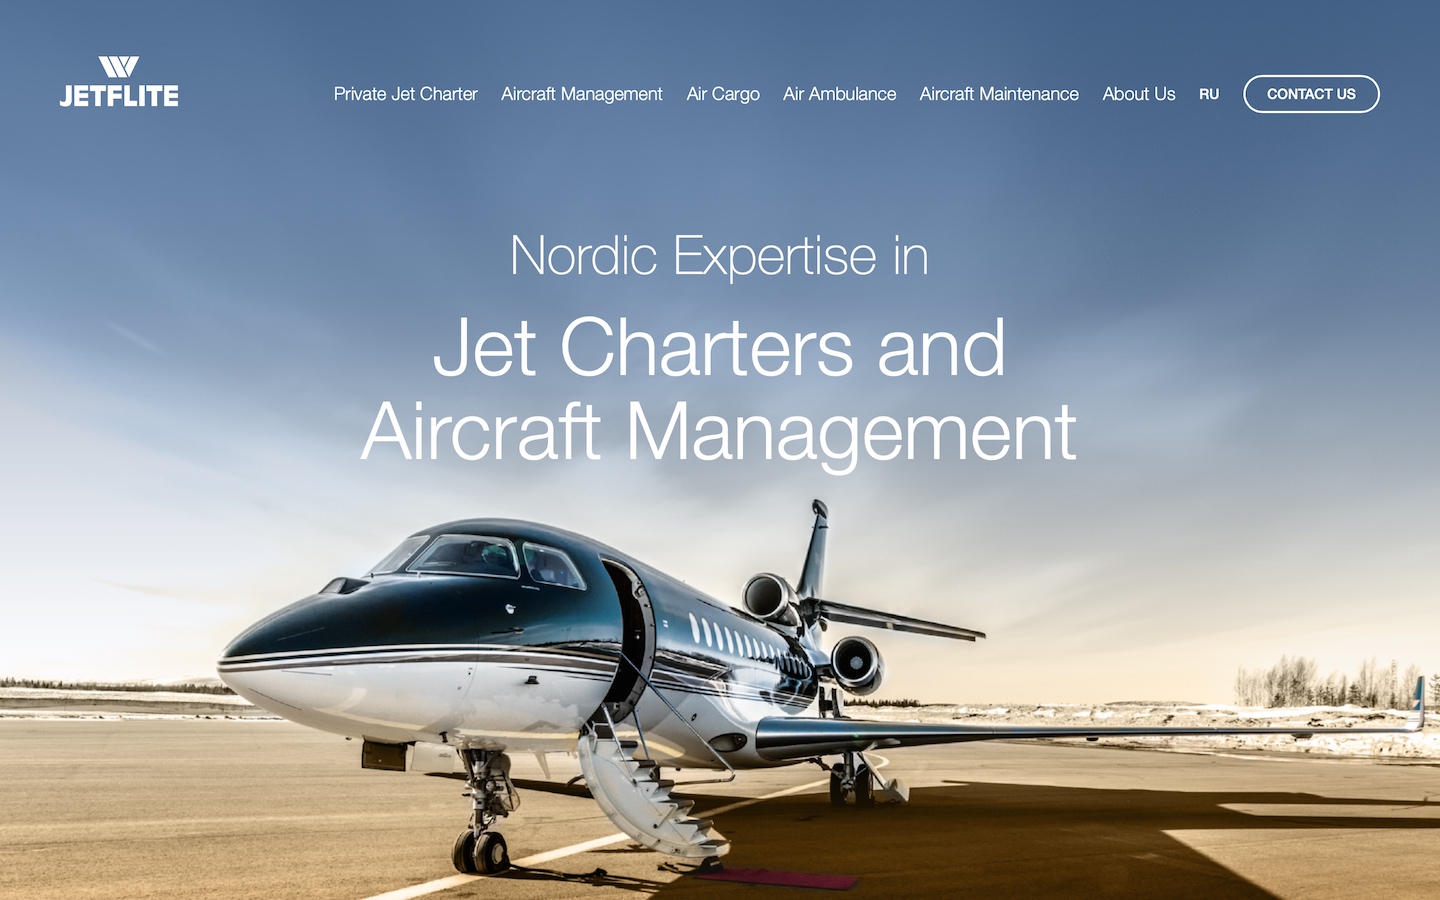 JETFLITE
Private Jet Charter Aircraft Management Air Cargo Air Ambulance Aircraft Maintenance About Us RU CONTACT US
Nordic Expertise in
Jet Charters and
Aircraft Management